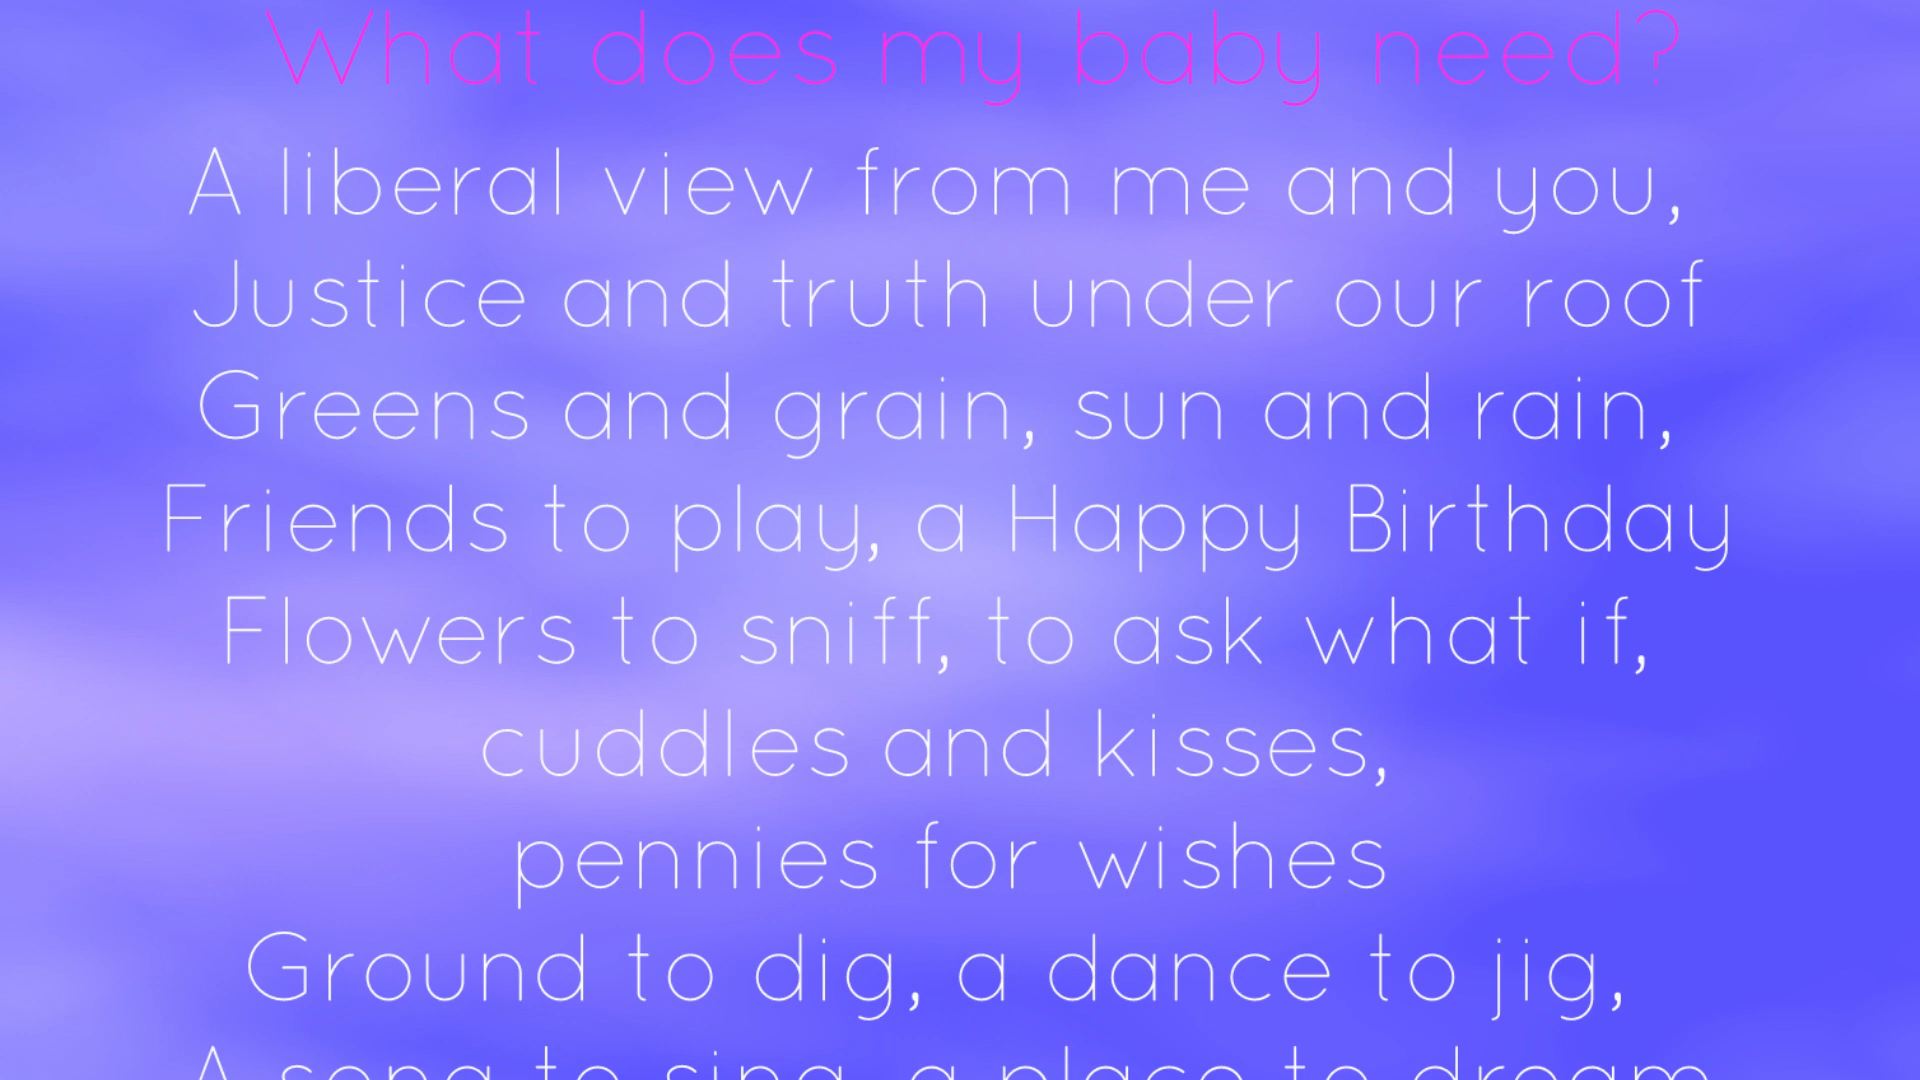 What does my baby need?
A liberal view from me and you,
Justice and truth under our roof
Greens and grain, sun and rain,
Friends to play, a Happy Birthday
Flowers to sniff, to ask what if,
cuddles and kisses,
pennies for wishes
Ground to dig, a dance to jig,
A song to sing, a place to dream